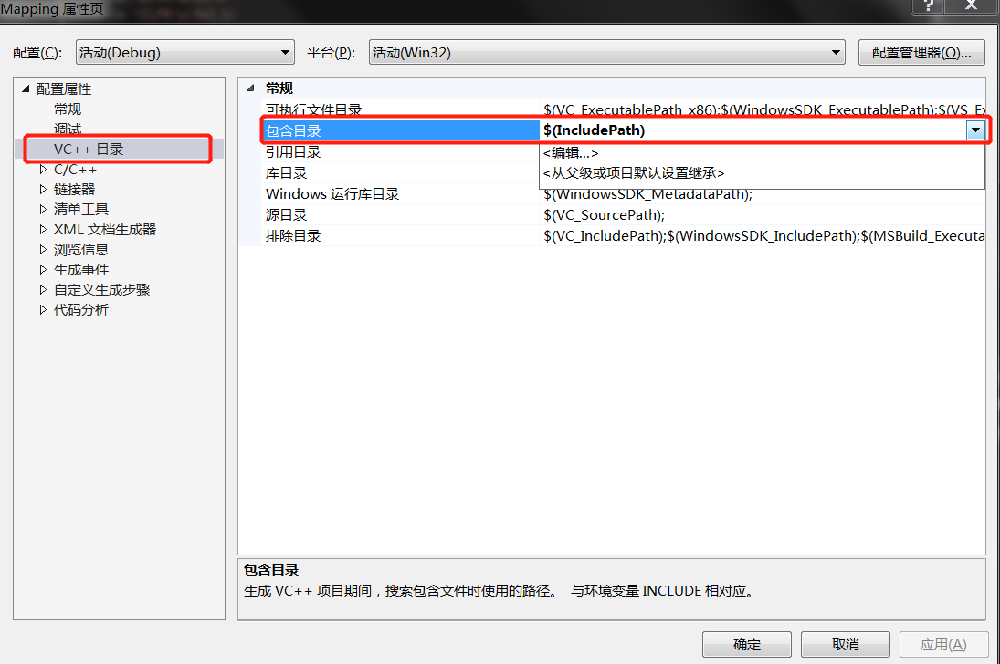 Mapping 属性页
配置(C): 活动(Debug) 平台(P): 活动(Win32) 配置管理器(O)...
配置属性
常规
调试
VC++ 目录
C/C++
链接器
清单工具
XML 文档生成器
浏览信息
生成事件
自定义生成步骤
代码分析
常规
可执行文件目录 $(VC_ExecutablePath_x86);$(WindowsSDK_ExecutablePath);$(VS_Ex
包含目录 $(IncludePath)
引用目录 <编辑...>
库目录 <从父级或项目默认设置继承>
Windows 运行库目录 $(WindowsSDK_MetadataPath);
源目录 $(VC_SourcePath);
排除目录 $(VC_IncludePath);$(WindowsSDK_IncludePath);$(MSBuild_Executa
包含目录
生成 VC++ 项目期间，搜索包含文件时使用的路径。 与环境变量 INCLUDE 相对应。
确定 取消 应用(A)